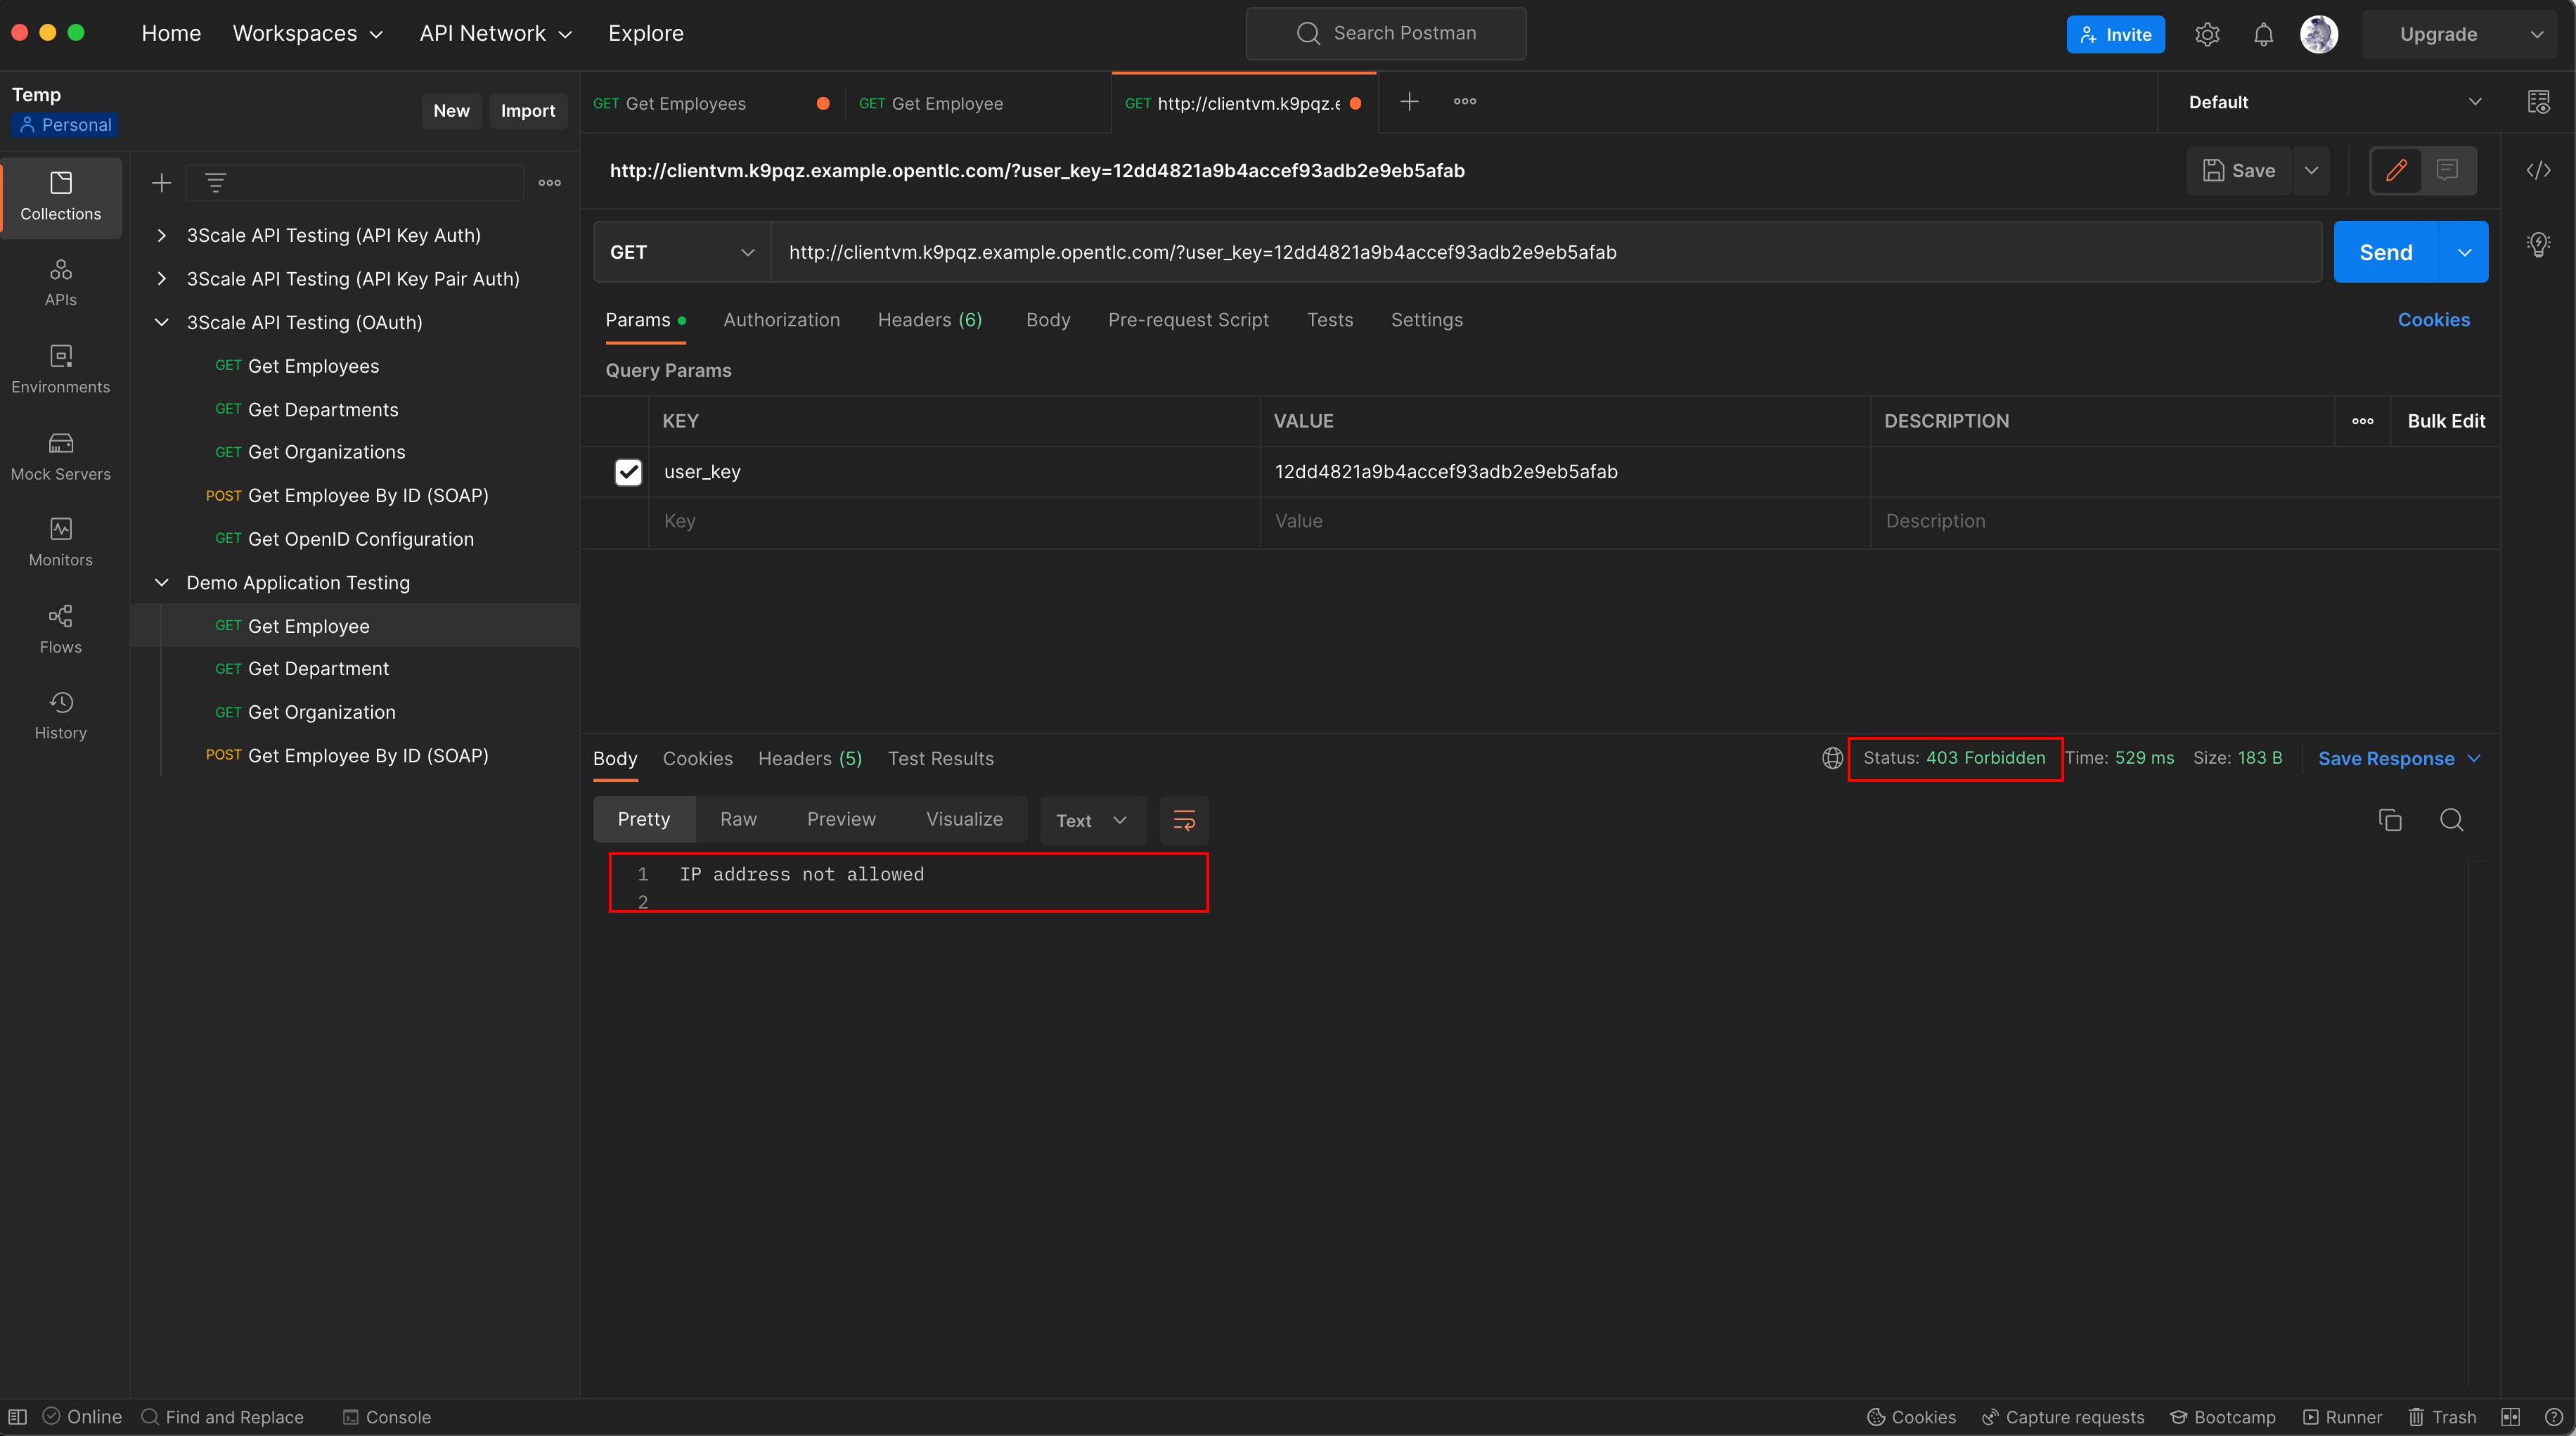 Home Workspaces API Network Explore Search Postman Invite Upgrade
Temp
Personal
New Import
GET Get Employees GET Get Employee GET http://clientvm.k9pqz.e Default
http://clientvm.k9pqz.example.opentlc.com/?user_key=12dd4821a9b4accef93adb2e9eb5afab Save
GET http://clientvm.k9pqz.example.opentlc.com/?user_key=12dd4821a9b4accef93adb2e9eb5afab Send
Params Authorization Headers (6) Body Pre-request Script Tests Settings Cookies
Query Params
KEY VALUE DESCRIPTION Bulk Edit
user_key 12dd4821a9b4accef93adb2e9eb5afab
Key Value Description
Collections
APIs
Environments
Mock Servers
Monitors
Flows
History
3Scale API Testing (API Key Auth)
3Scale API Testing (API Key Pair Auth)
3Scale API Testing (OAuth)
GET Get Employees
GET Get Departments
GET Get Organizations
POST Get Employee By ID (SOAP)
GET Get OpenID Configuration
Demo Application Testing
GET Get Employee
GET Get Department
GET Get Organization
POST Get Employee By ID (SOAP)
Body Cookies Headers (5) Test Results Status: 403 Forbidden Time: 529 ms Size: 183 B Save Response
Pretty Raw Preview Visualize Text
1 IP address not allowed
2
Online Find and Replace Console Cookies Capture requests Bootcamp Runner Trash